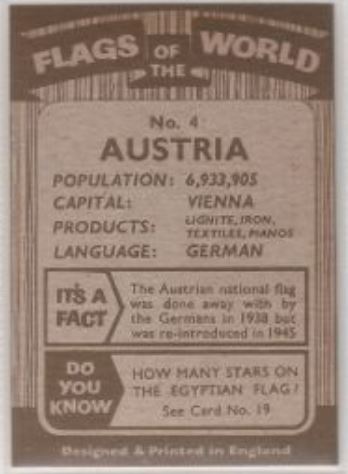 FLAGS OF THE WORLD
No. 4
AUSTRIA
POPULATION: 6,933,905
CAPITAL: VIENNA
PRODUCTS: LIGNITE, IRON,
TEXTILES, PIANOS
LANGUAGE: GERMAN
IT'S A
FACT
The Austrian national flag
was done away with by
the Germans in 1938 but
was re-introduced in 1945
DO
YOU
KNOW
HOW MANY STARS ON
THE EGYPTIAN FLAG?
See Card No. 19
Designed & Printed in England